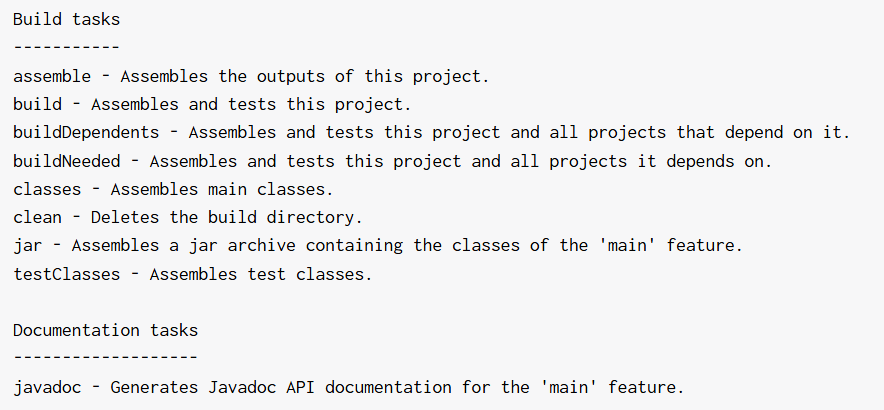 Build tasks
-----------
assemble - Assembles the outputs of this project.
build - Assembles and tests this project.
buildDependents - Assembles and tests this project and all projects that depend on it.
buildNeeded - Assembles and tests this project and all projects it depends on.
classes - Assembles main classes.
clean - Deletes the build directory.
jar - Assembles a jar archive containing the classes of the 'main' feature.
testClasses - Assembles test classes.

Documentation tasks
-------------------
javadoc - Generates Javadoc API documentation for the 'main' feature.